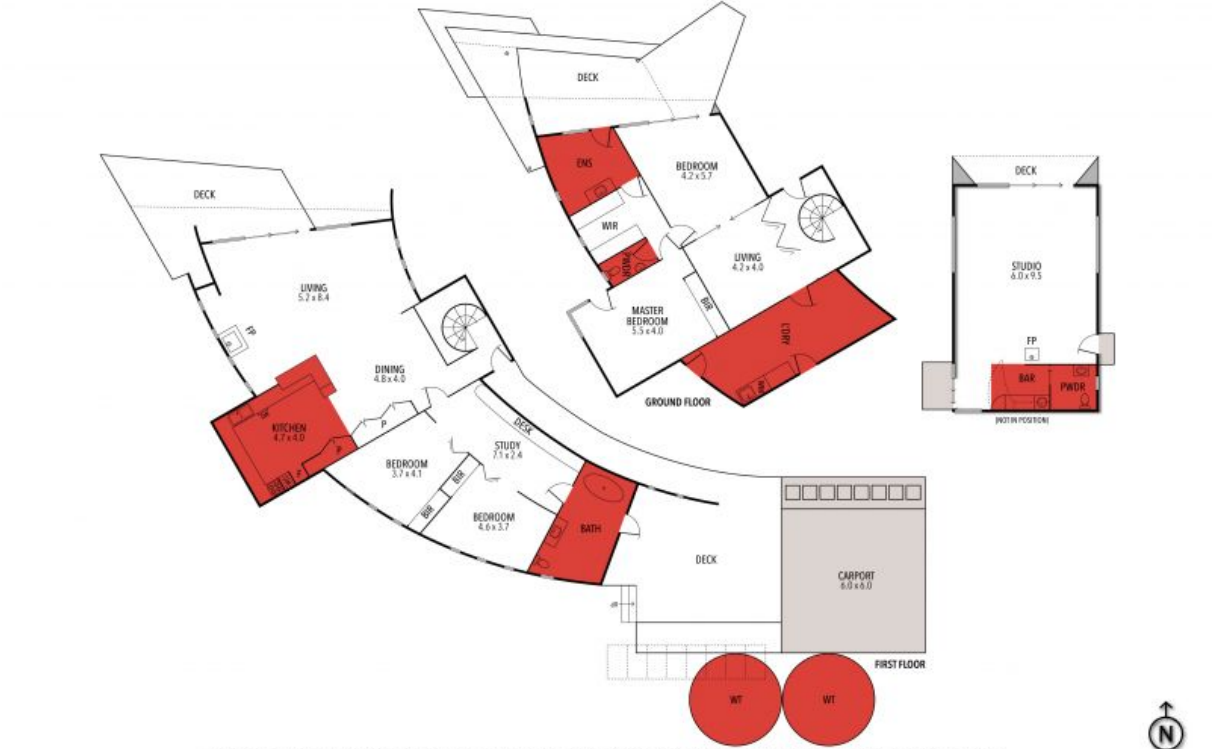 DECK
ENS
BEDROOM
4.2 x 5.7
DECK
WIR
PWDR
LIVING
4.2 x 4.0
DECK
STUDIO
6.0 x 9.5
LIVING
5.2 x 8.4
BIR
MASTER
BEDROOM
5.5 x 4.0
L'DRY
FP
FP
DINING
4.8 x 4.0
BAR
PWDR
GROUND FLOOR
(NOT IN POSITION)
KITCHEN
4.7 x 4.0
P
P
F
DESK
STUDY
7.1 x 2.4
BEDROOM
3.7 x 4.1
BIR
BIR
BEDROOM
4.6 x 3.7
BATH
DECK
CARPORT
6.0 x 6.0
FIRST FLOOR
WT
WT
N